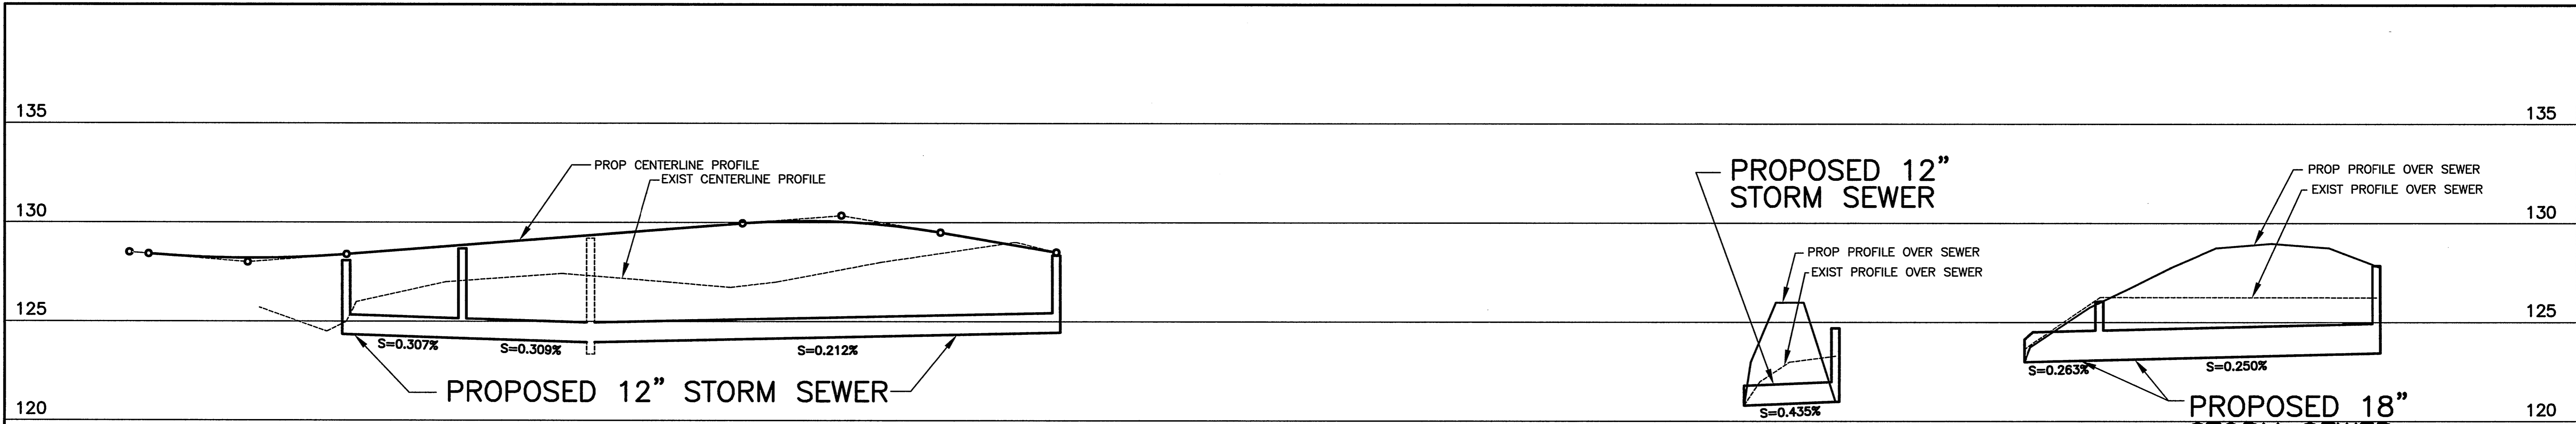 135
135
PROP CENTERLINE PROFILE
EXIST CENTERLINE PROFILE
PROPOSED 12"
STORM SEWER
PROP PROFILE OVER SEWER
EXIST PROFILE OVER SEWER
130
130
PROP PROFILE OVER SEWER
EXIST PROFILE OVER SEWER
125
125
S=0.307%
S=0.309%
S=0.212%
S=0.263%
S=0.250%
PROPOSED 12" STORM SEWER
S=0.435%
120
PROPOSED 18"
STORM SEWER
120